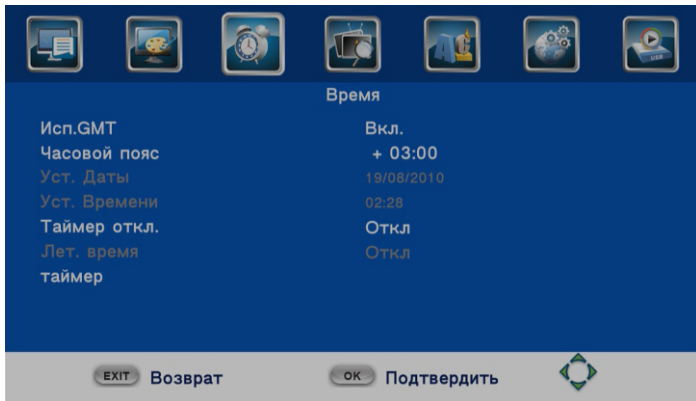 USB
Время
Исп.GMT Вкл.
Часовой пояс + 03:00
Уст. Даты 19/08/2010
Уст. Времени 02:28
Таймер откл. Откл
Лет. время Откл
таймер
EXIT Возврат OK Подтвердить